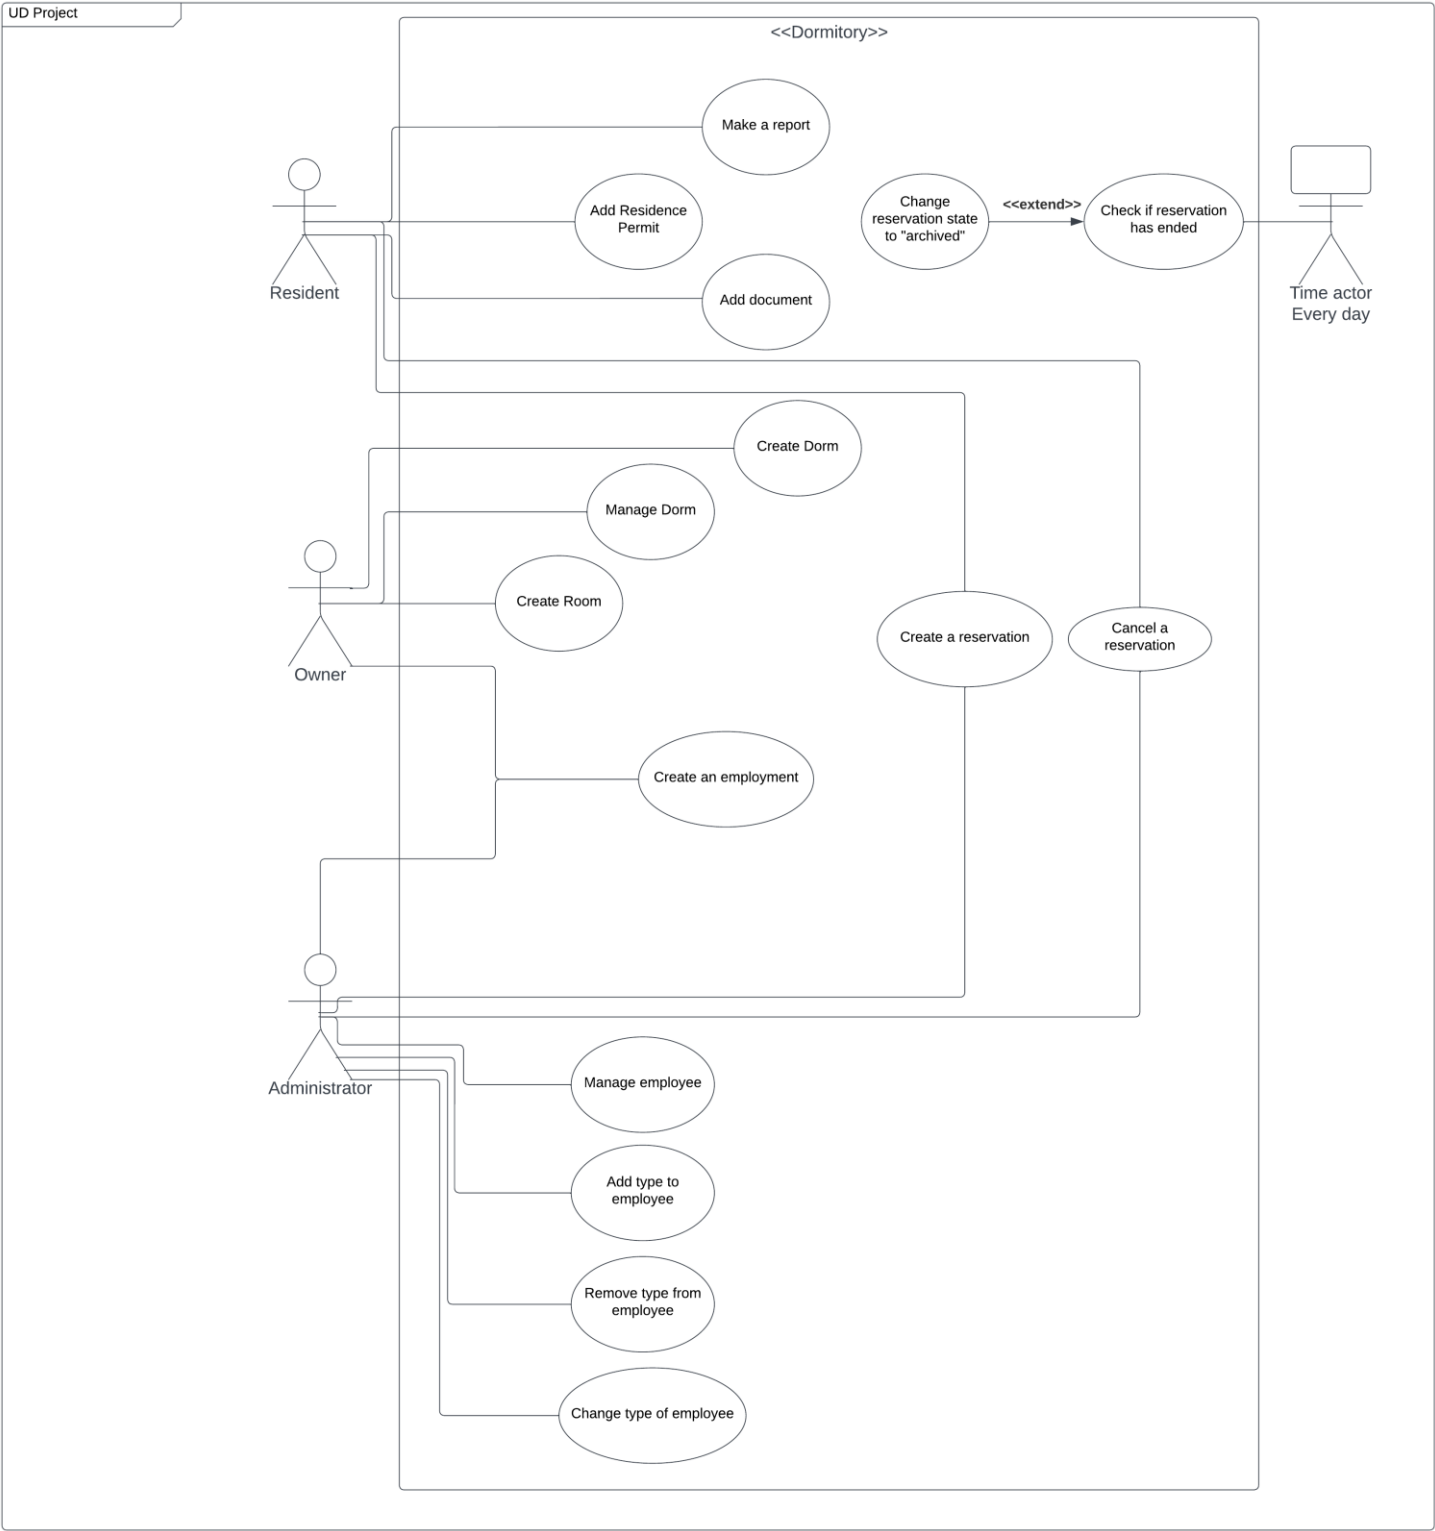 UD Project
<<Dormitory>>
Make a report
Add Residence
Permit
Change
reservation state
to "archived"
<<extend>>
Check if reservation
has ended
Resident
Add document
Time actor
Every day
Create Dorm
Manage Dorm
Create Room
Create a reservation
Cancel a
reservation
Owner
Create an employment
Administrator
Manage employee
Add type to
employee
Remove type from
employee
Change type of employee